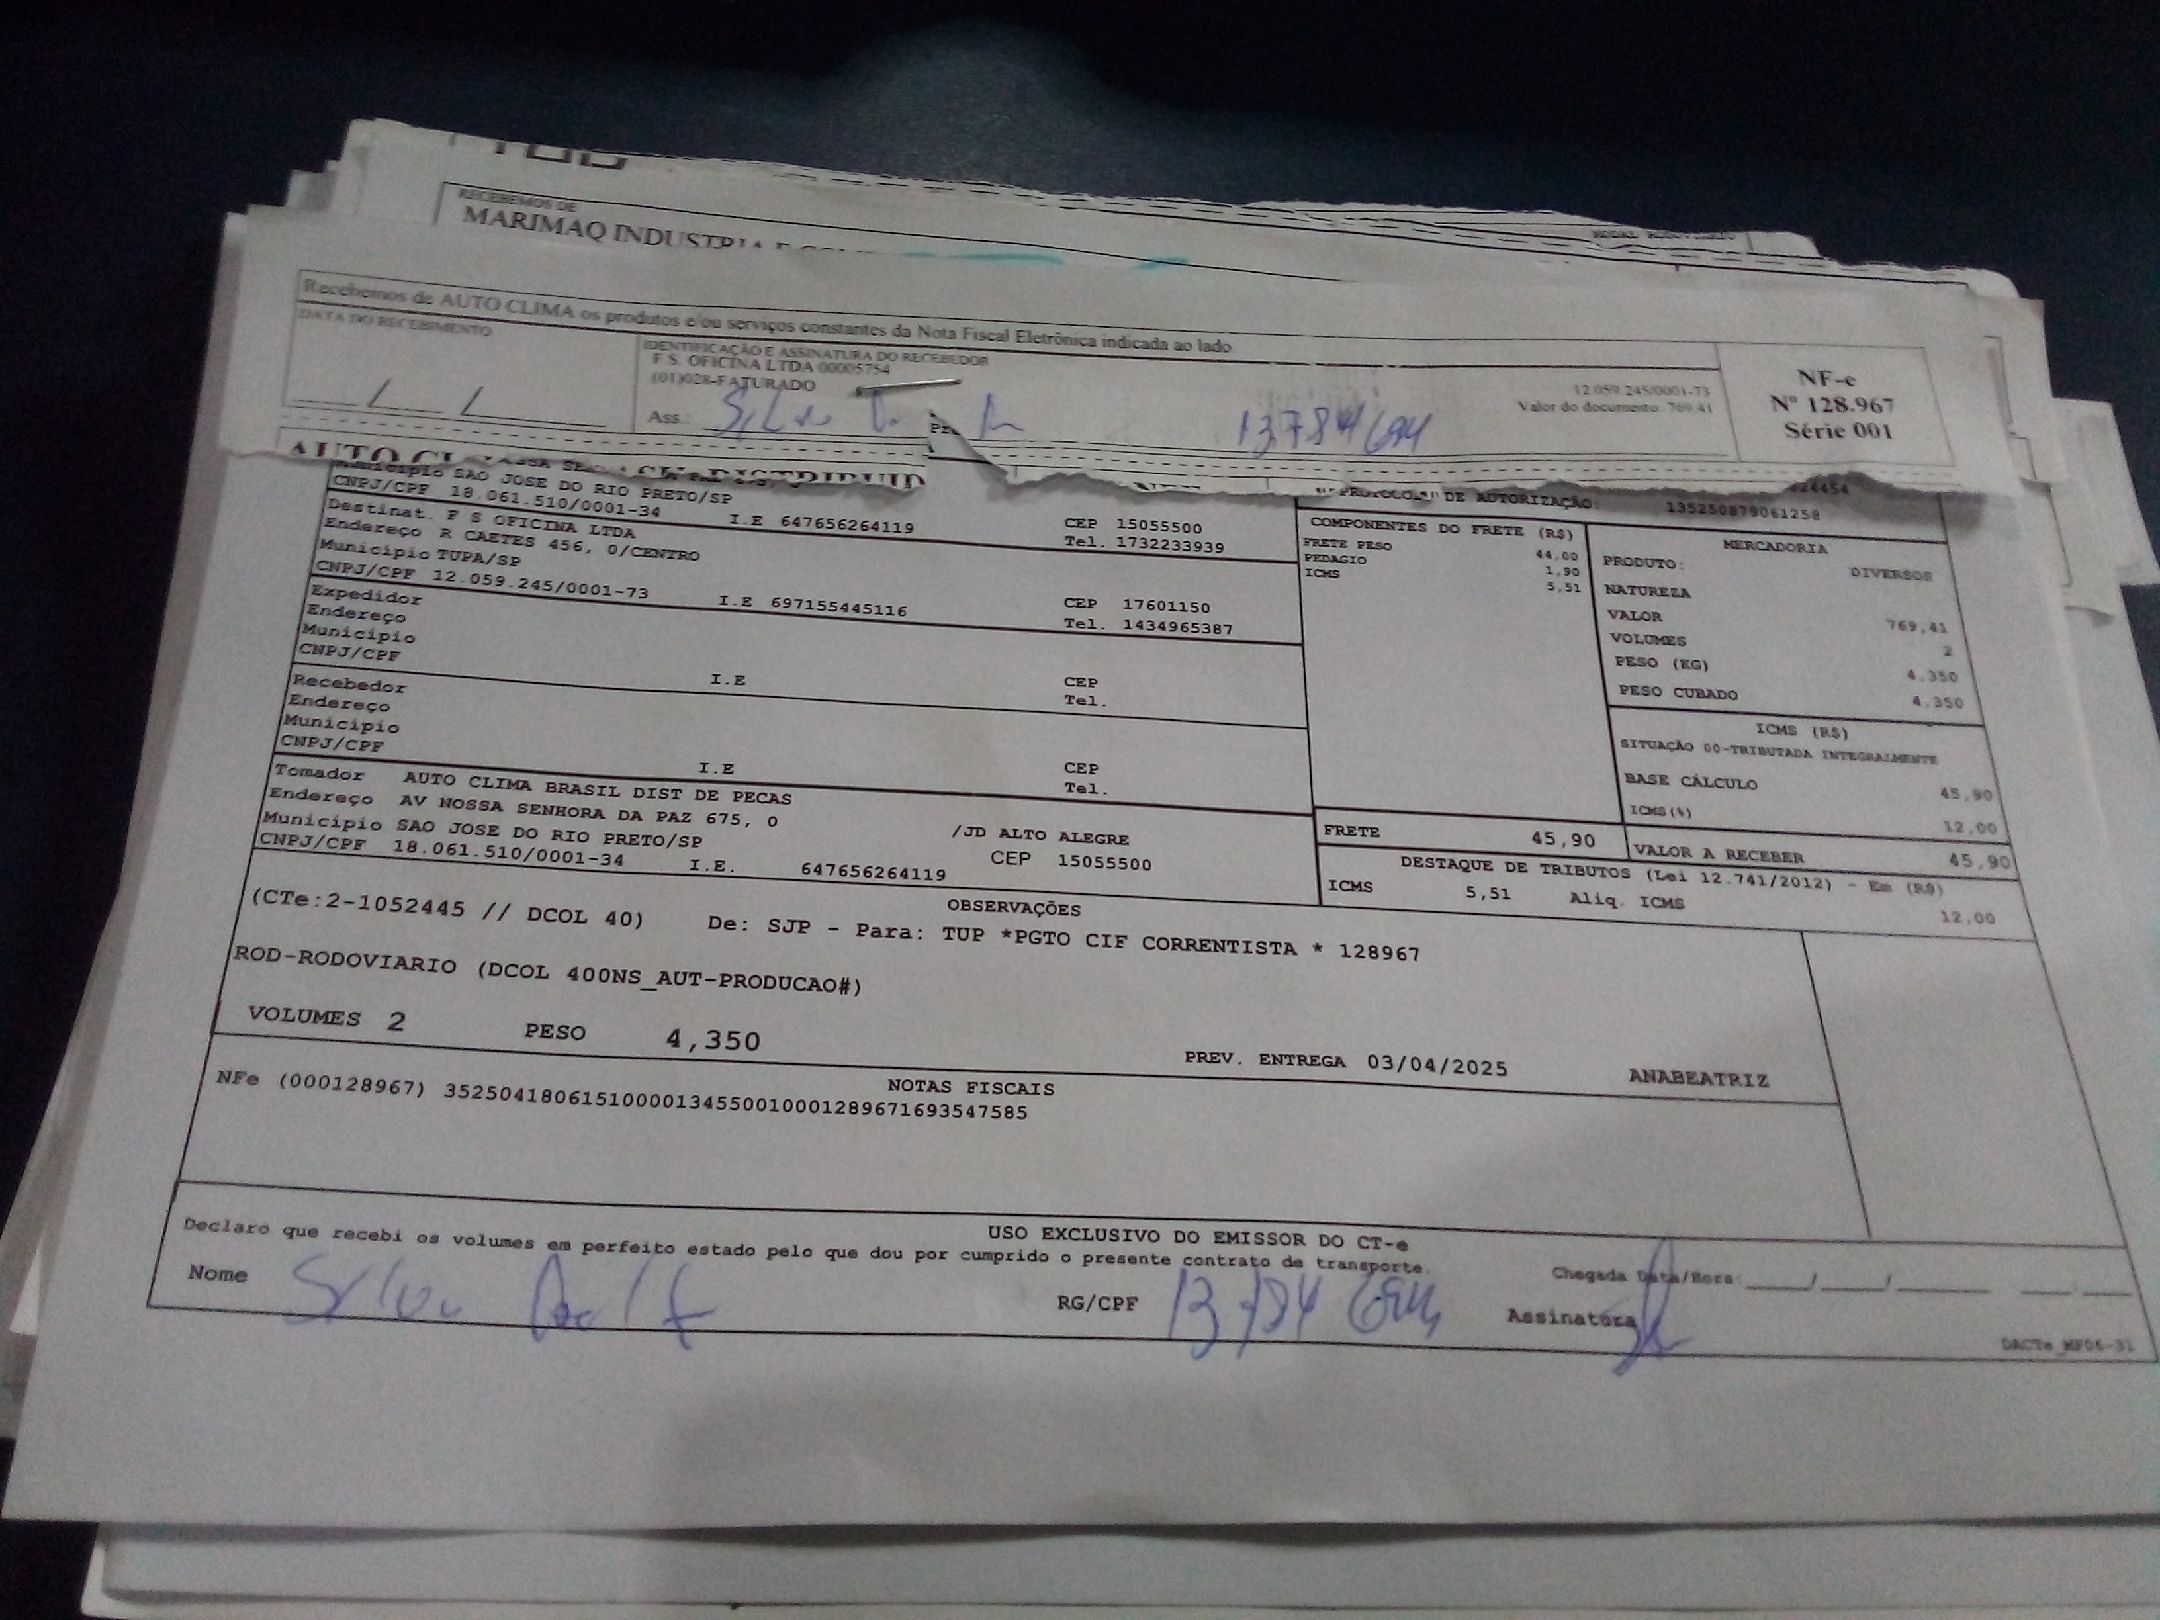 RECEBEMOS DE
MARIMAQ INDUSTRIA E
Recebemos de AUTO CLIMA os produtos e/ou serviços constantes da Nota Fiscal Eletrônica indicada ao lado.
DATA DO RECEBIMENTO
IDENTIFICAÇÃO E ASSINATURA DO RECEBEDOR
F S. OFICINA LTDA 00005754
(01)028-FATURADO
Ass.:
12.059.245/0001-73
Valor do documento. 769,41
NF-e
Nº 128.967
Série 001
Município SAO JOSE DO RIO PRETO/SP
CNPJ/CPF 18.061.510/0001-34 I.E 647656264119
CEP 15055500
Tel. 1732233939
Destinat. F S OFICINA LTDA
Endereço R CAETES 456, 0/CENTRO
Município TUPA/SP
CNPJ/CPF 12.059.245/0001-73 I.E 697155445116
CEP 17601150
Tel. 1434965387
Expedidor
Endereço
Município
CNPJ/CPF I.E
CEP
Tel.
Recebedor
Endereço
Município
CNPJ/CPF I.E
CEP
Tel.
Tomador AUTO CLIMA BRASIL DIST DE PECAS
Endereço AV NOSSA SENHORA DA PAZ 675, 0 /JD ALTO ALEGRE
Município SAO JOSE DO RIO PRETO/SP CEP 15055500
CNPJ/CPF 18.061.510/0001-34 I.E. 647656264119
DE AUTORIZAÇÃO: 135250879061258
COMPONENTES DO FRETE (R$)
FRETE PESO 44,00
PEDAGIO 1,90
ICMS 5,51
MERCADORIA
PRODUTO: DIVERSOS
NATUREZA
VALOR 769,41
VOLUMES 2
PESO (KG) 4,350
PESO CUBADO 4,350
ICMS (R$)
SITUAÇÃO 00-TRIBUTADA INTEGRALMENTE
BASE CÁLCULO 45,90
ICMS(%) 12,00
FRETE 45,90
VALOR A RECEBER 45,90
DESTAQUE DE TRIBUTOS (Lei 12.741/2012) - Em (R$)
ICMS 5,51 Aliq. ICMS 12,00
OBSERVAÇÕES
(CTe:2-1052445 // DCOL 40) De: SJP - Para: TUP *PGTO CIF CORRENTISTA * 128967
ROD-RODOVIARIO (DCOL 400NS_AUT-PRODUCAO#)
VOLUMES 2 PESO 4,350 PREV. ENTREGA 03/04/2025 ANABEATRIZ
NOTAS FISCAIS
NFe (000128967) 35250418061510000134550010001289671693547585
USO EXCLUSIVO DO EMISSOR DO CT-e
Declaro que recebi os volumes em perfeito estado pelo que dou por cumprido o presente contrato de transporte.
Chegada Data/Hora:
Nome
RG/CPF
Assinatura
DACTe_MF06-31